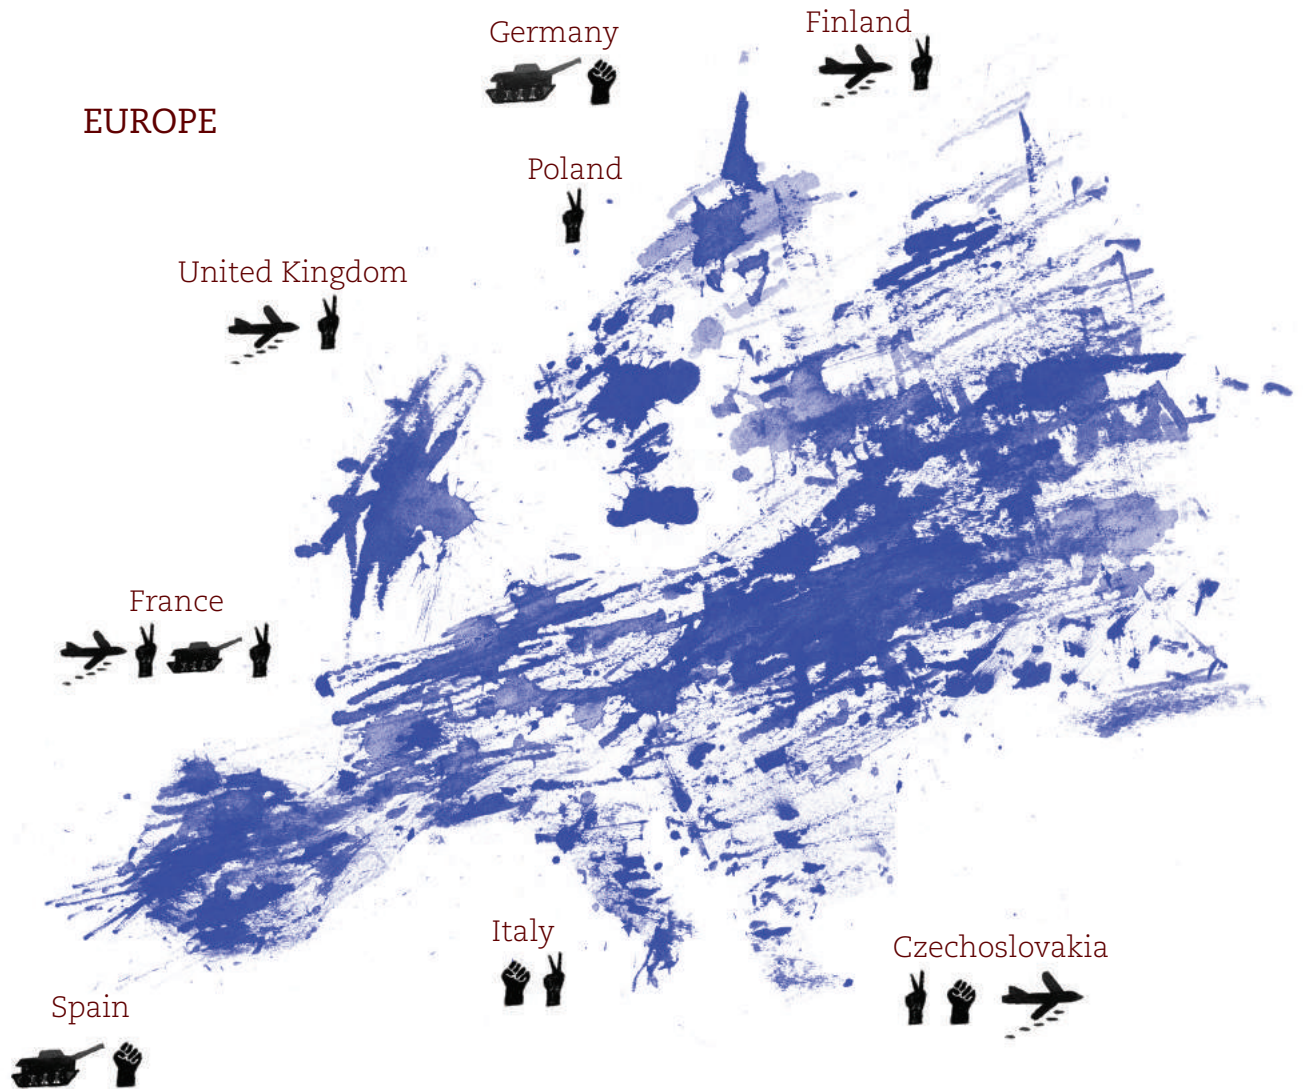 Germany
Finland
EUROPE
Poland
United Kingdom
France
Italy
Czechoslovakia
Spain